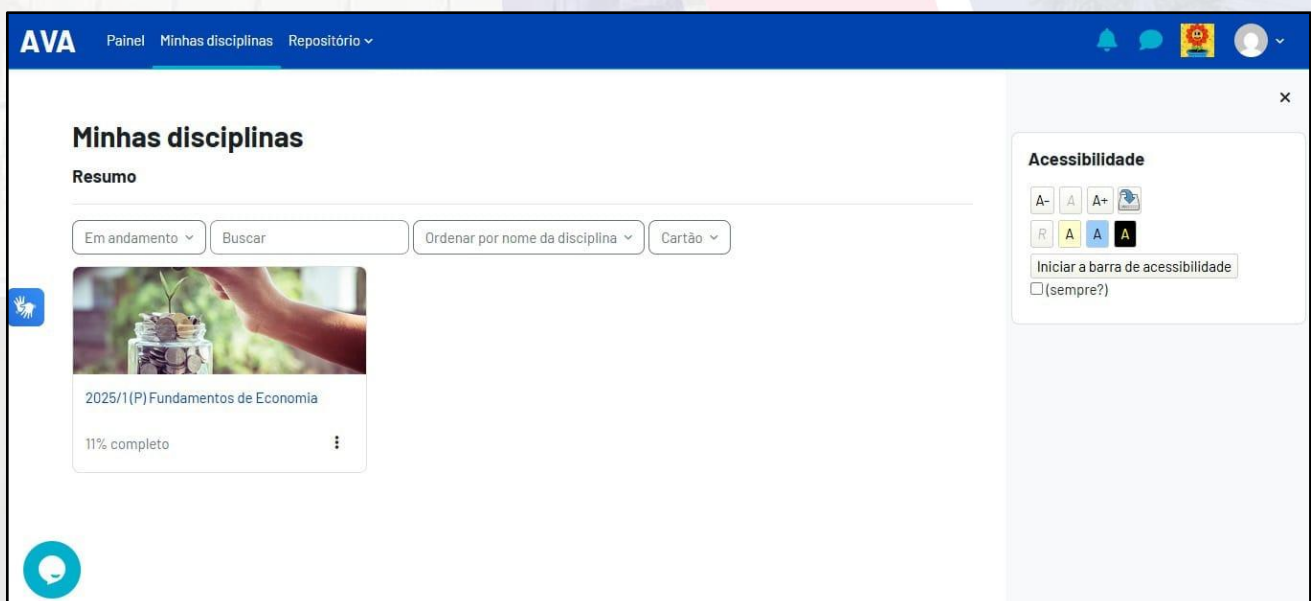 AVA Painel Minhas disciplinas Repositório
Minhas disciplinas
Resumo
Em andamento Buscar Ordenar por nome da disciplina Cartão
2025/1 (P) Fundamentos de Economia
11% completo
Acessibilidade
A- A A+
R A A A
Iniciar a barra de acessibilidade
(sempre?)